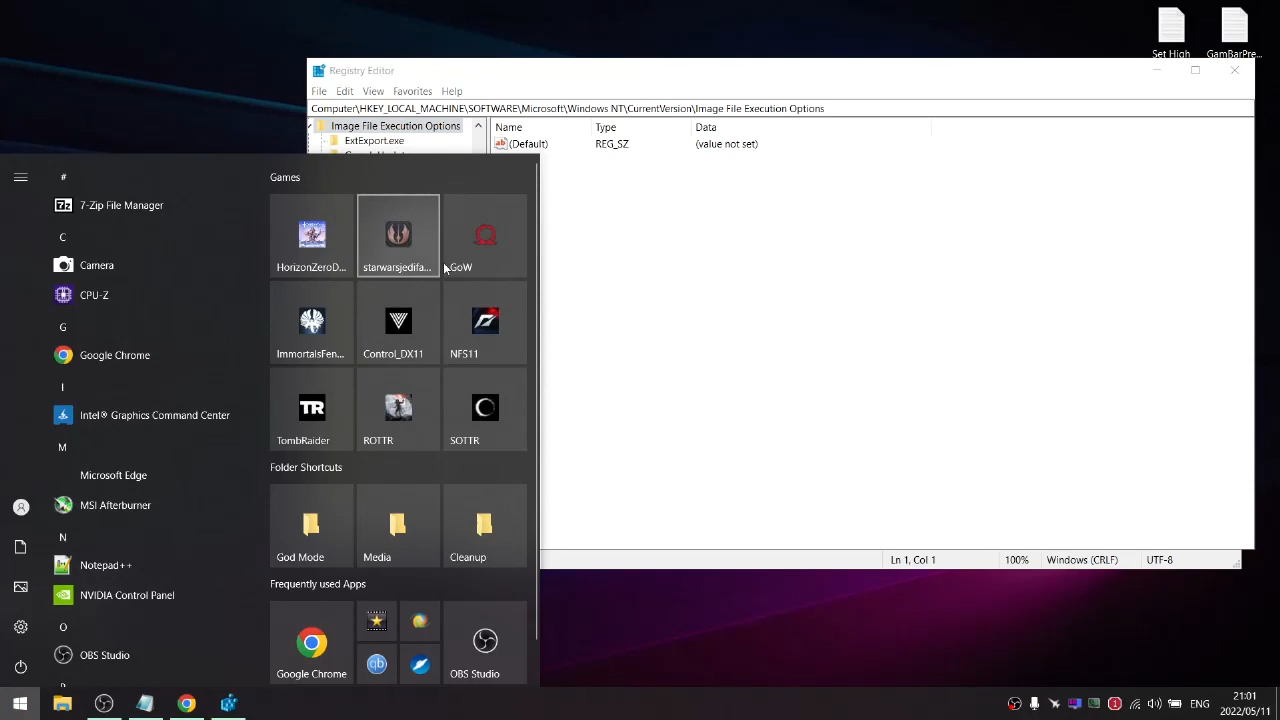 Set High
GamBarPre...
Registry Editor
File Edit View Favorites Help
Computer\HKEY_LOCAL_MACHINE\SOFTWARE\Microsoft\Windows NT\CurrentVersion\Image File Execution Options
Image File Execution Options
ExtExport.exe
Name Type Data
(Default) REG_SZ (value not set)
#
7-Zip File Manager
C
Camera
CPU-Z
G
Google Chrome
I
Intel® Graphics Command Center
M
Microsoft Edge
MSI Afterburner
N
Notepad++
NVIDIA Control Panel
O
OBS Studio
Games
HorizonZeroD... starwarsjedifa... GoW
ImmortalsFen... Control_DX11 NFS11
TR
TombRaider ROTTR SOTTR
Folder Shortcuts
God Mode Media Cleanup
Frequently used Apps
qb
Google Chrome OBS Studio
Ln 1, Col 1 100% Windows (CRLF) UTF-8
ENG
21:01
2022/05/11